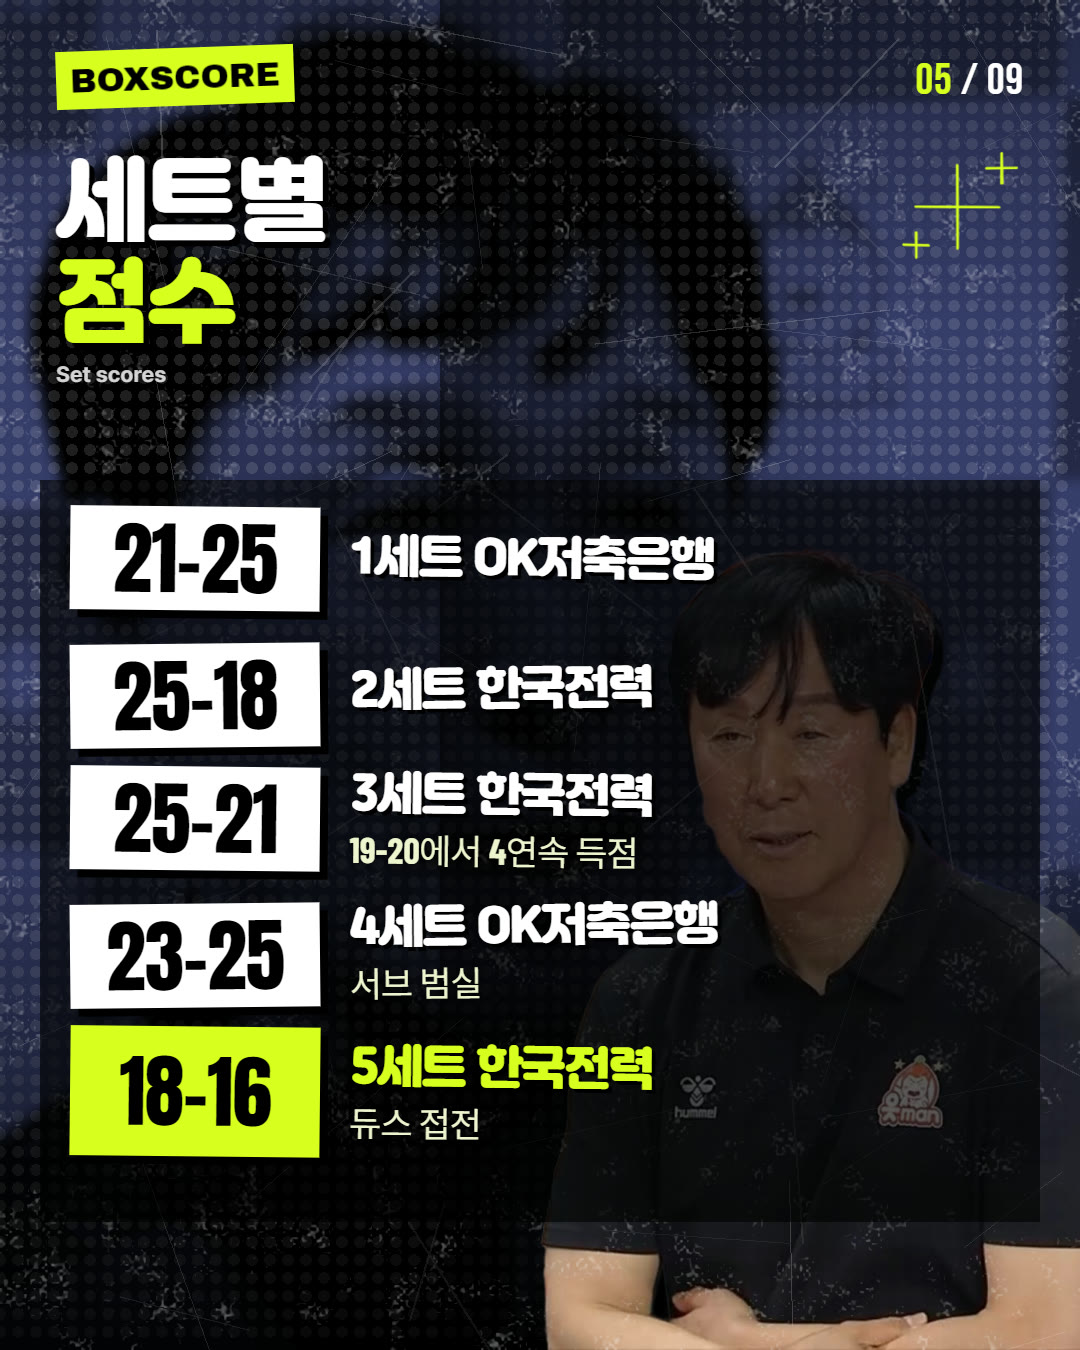 BOXSCORE
05 / 09
세트별
점수
Set scores
21-25
1세트 OK저축은행
25-18
2세트 한국전력
25-21
3세트 한국전력
19-20에서 4연속 득점
23-25
4세트 OK저축은행
서브 범실
18-16
5세트 한국전력
듀스 접전
hummel
읏man